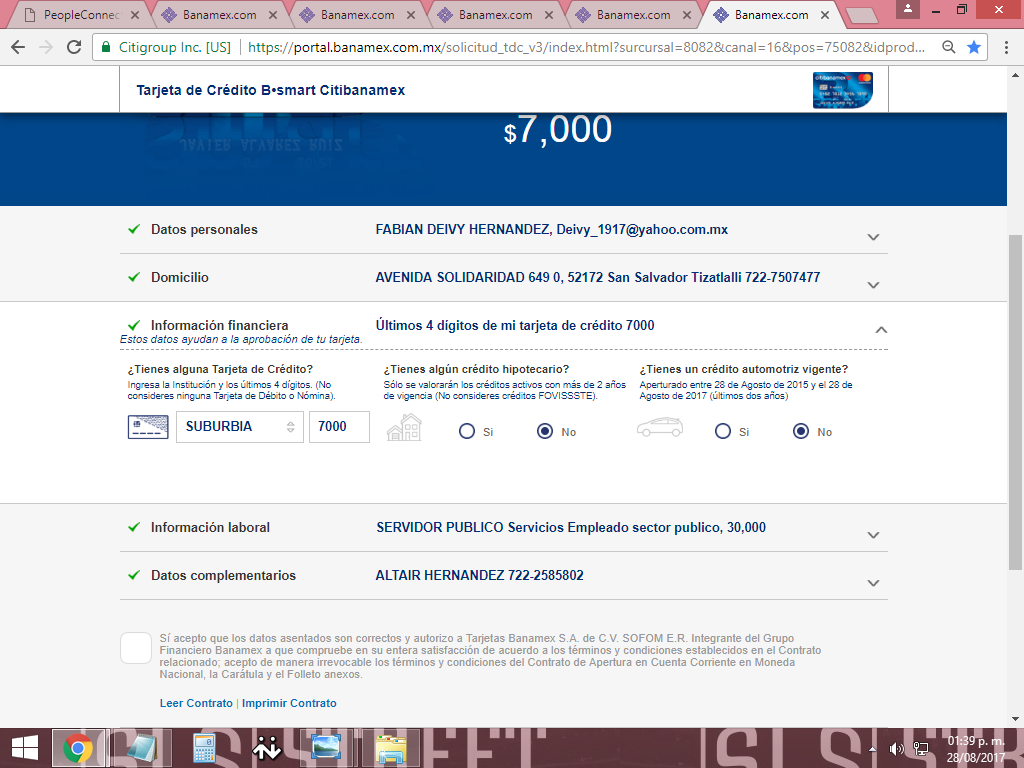 PeopleConnec
Banamex.com
Banamex.com
Banamex.com
Banamex.com
Banamex.com
Citigroup Inc. [US]
https://portal.banamex.com.mx/solicitud_tdc_v3/index.html?surcursal=8082&canal=16&pos=75082&idprod...
Tarjeta de Crédito B•smart Citibanamex
citibanamex
$7,000
JAVIER ALVAREZ RUIZ
Datos personales
FABIAN DEIVY HERNANDEZ, Deivy_1917@yahoo.com.mx
Domicilio
AVENIDA SOLIDARIDAD 649 0, 52172 San Salvador Tizatlalli 722-7507477
Información financiera
Últimos 4 dígitos de mi tarjeta de crédito 7000
Estos datos ayudan a la aprobación de tu tarjeta.
¿Tienes alguna Tarjeta de Crédito?
Ingresa la Institución y los últimos 4 dígitos. (No
consideres ninguna Tarjeta de Débito o Nómina).
SUBURBIA
7000
¿Tienes algún crédito hipotecario?
Sólo se valorarán los créditos activos con más de 2 años
de vigencia (No consideres créditos FOVISSSTE).
Si
No
¿Tienes un crédito automotriz vigente?
Aperturado entre 28 de Agosto de 2015 y el 28 de
Agosto de 2017 (últimos dos años)
Si
No
Información laboral
SERVIDOR PUBLICO Servicios Empleado sector publico, 30,000
Datos complementarios
ALTAIR HERNANDEZ 722-2585802
Sí acepto que los datos asentados son correctos y autorizo a Tarjetas Banamex S.A. de C.V. SOFOM E.R. Integrante del Grupo
Financiero Banamex a que compruebe en su entera satisfacción de acuerdo a los términos y condiciones establecidos en el Contrato
relacionado; acepto de manera irrevocable los términos y condiciones del Contrato de Apertura en Cuenta Corriente en Moneda
Nacional, la Carátula y el Folleto anexos.
Leer Contrato | Imprimir Contrato
01:39 p. m.
28/08/2017